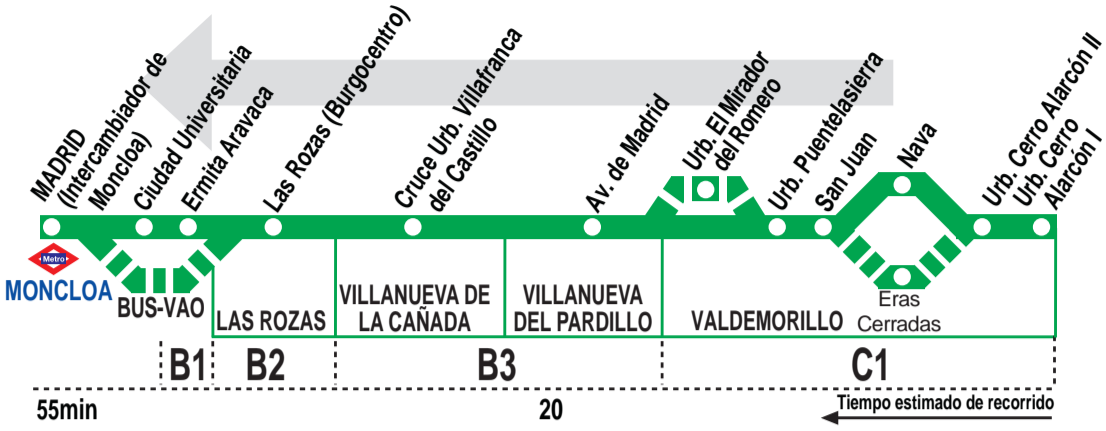 MADRID
(Intercambiador de
Moncloa)
Ciudad Universitaria
Ermita Aravaca
Las Rozas (Burgocentro)
Cruce Urb. Villafranca
del Castillo
Av. de Madrid
Urb. El Mirador
del Romero
Urb. Puentelasierra
San Juan
Nava
Urb. Cerro Alarcón II
Urb. Cerro
Alarcón I
Metro
MONCLOA
BUS-VAO
LAS ROZAS
VILLANUEVA DE
LA CAÑADA
VILLANUEVA
DEL PARDILLO
VALDEMORILLO
Eras
Cerradas
B1
B2
B3
C1
55min
20
Tiempo estimado de recorrido